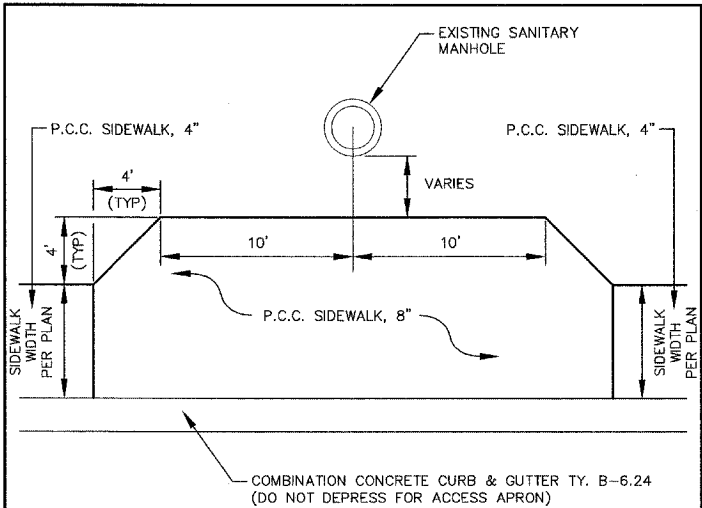 EXISTING SANITARY
MANHOLE
P.C.C. SIDEWALK, 4"
P.C.C. SIDEWALK, 4"
4'
(TYP)
VARIES
4'
(TYP)
10'
10'
P.C.C. SIDEWALK, 8"
SIDEWALK
WIDTH
PER PLAN
SIDEWALK
WIDTH
PER PLAN
COMBINATION CONCRETE CURB & GUTTER TY. B-6.24
(DO NOT DEPRESS FOR ACCESS APRON)